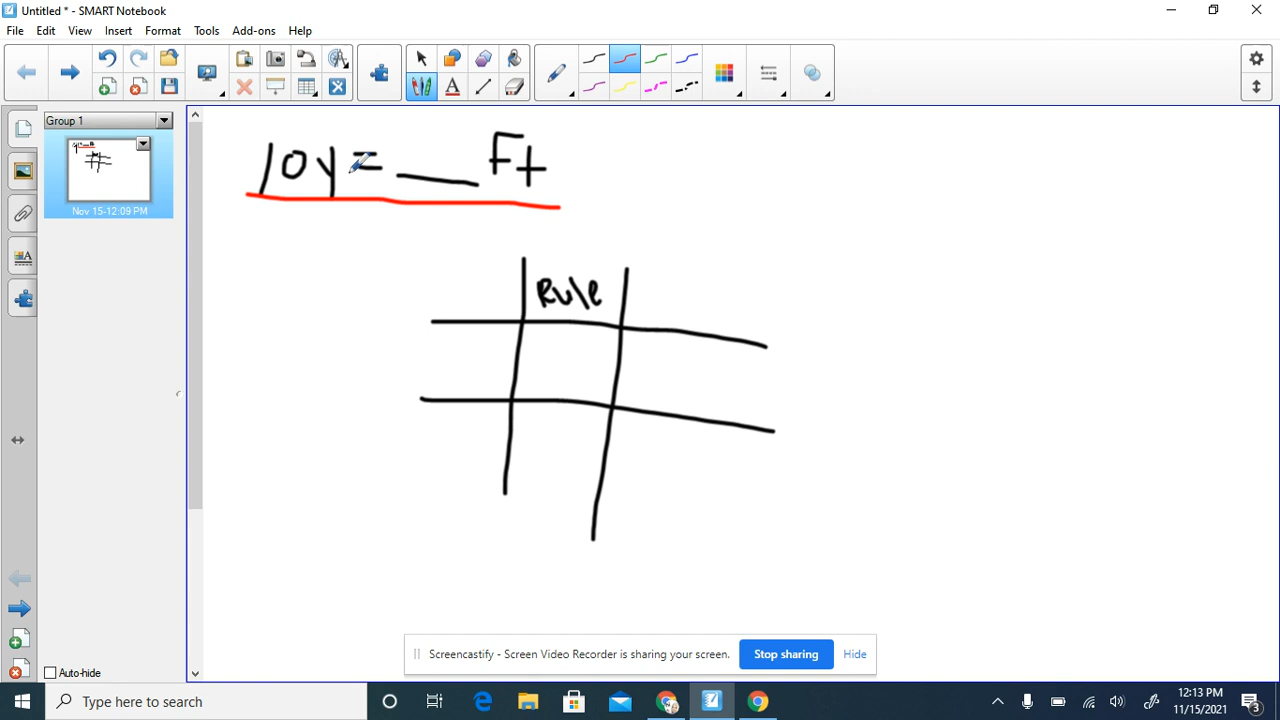 Untitled * - SMART Notebook
File Edit View Insert Format Tools Add-ons Help
Group 1
Nov 15-12:09 PM
10y = ___ Ft
Rule
Screencastify - Screen Video Recorder is sharing your screen.
Stop sharing
Hide
Auto-hide
Type here to search
12:13 PM
11/15/2021
3